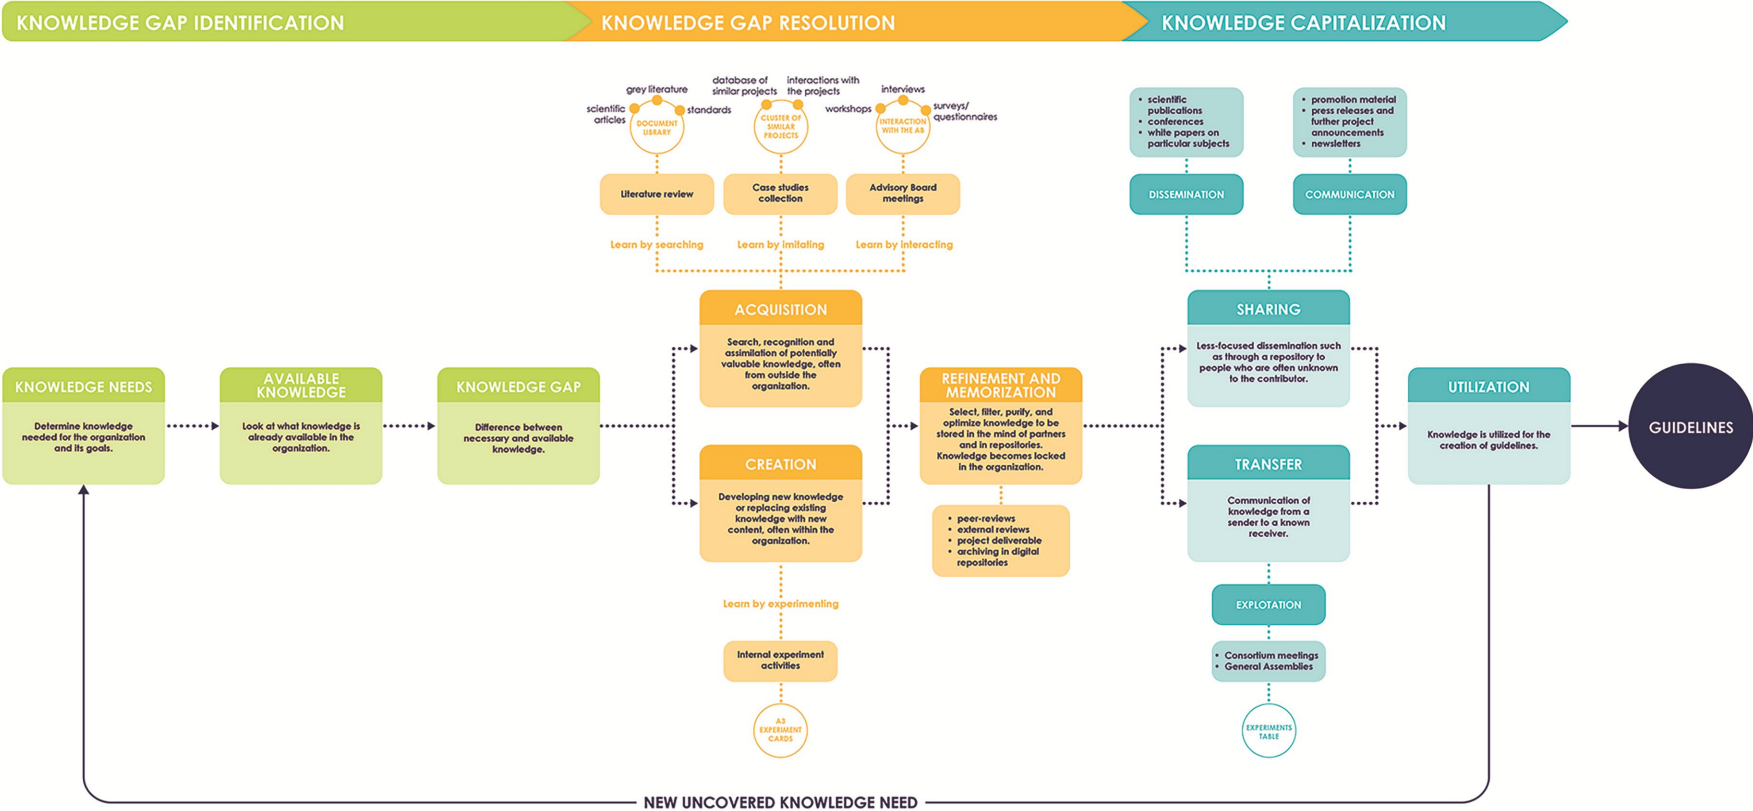 KNOWLEDGE GAP IDENTIFICATION
KNOWLEDGE GAP RESOLUTION
KNOWLEDGE CAPITALIZATION
scientific
articles
grey literature
standards
DOCUMENT
LIBRARY
database of
similar projects
interactions with
the projects
CLUSTER OF
SIMILAR
PROJECTS
workshops
interviews
surveys/
questionnaires
INTERACTION
WITH THE AB
Literature review
Case studies
collection
Advisory Board
meetings
Learn by searching
Learn by imitating
Learn by interacting
• scientific
publications
• conferences
• white papers on
particular subjects
• promotion material
• press releases and
further project
announcements
• newsletters
DISSEMINATION
COMMUNICATION
KNOWLEDGE NEEDS
Determine knowledge
needed for the organization
and its goals.
AVAILABLE
KNOWLEDGE
Look at what knowledge is
already available in the
organization.
KNOWLEDGE GAP
Difference between
necessary and available
knowledge.
ACQUISITION
Search, recognition and
assimilation of potentially
valuable knowledge, often
from outside the
organization.
CREATION
Developing new knowledge
or replacing existing
knowledge with new
content, often within the
organization.
Learn by experimenting
Internal experiment
activities
A3
EXPERIMENT
CARDS
REFINEMENT AND
MEMORIZATION
Select, filter, purify, and
optimize knowledge to be
stored in the mind of partners
and in repositories.
Knowledge becomes locked
in the organization.
• peer-reviews
• external reviews
• project deliverable
• archiving in digital
repositories
SHARING
Less-focused dissemination such
as through a repository to
people who are often unknown
to the contributor.
TRANSFER
Communication of
knowledge from a
sender to a known
receiver.
EXPLOTATION
• Consortium meetings
• General Assemblies
EXPERIMENTS
TABLE
UTILIZATION
Knowledge is utilized for the
creation of guidelines.
GUIDELINES
NEW UNCOVERED KNOWLEDGE NEED